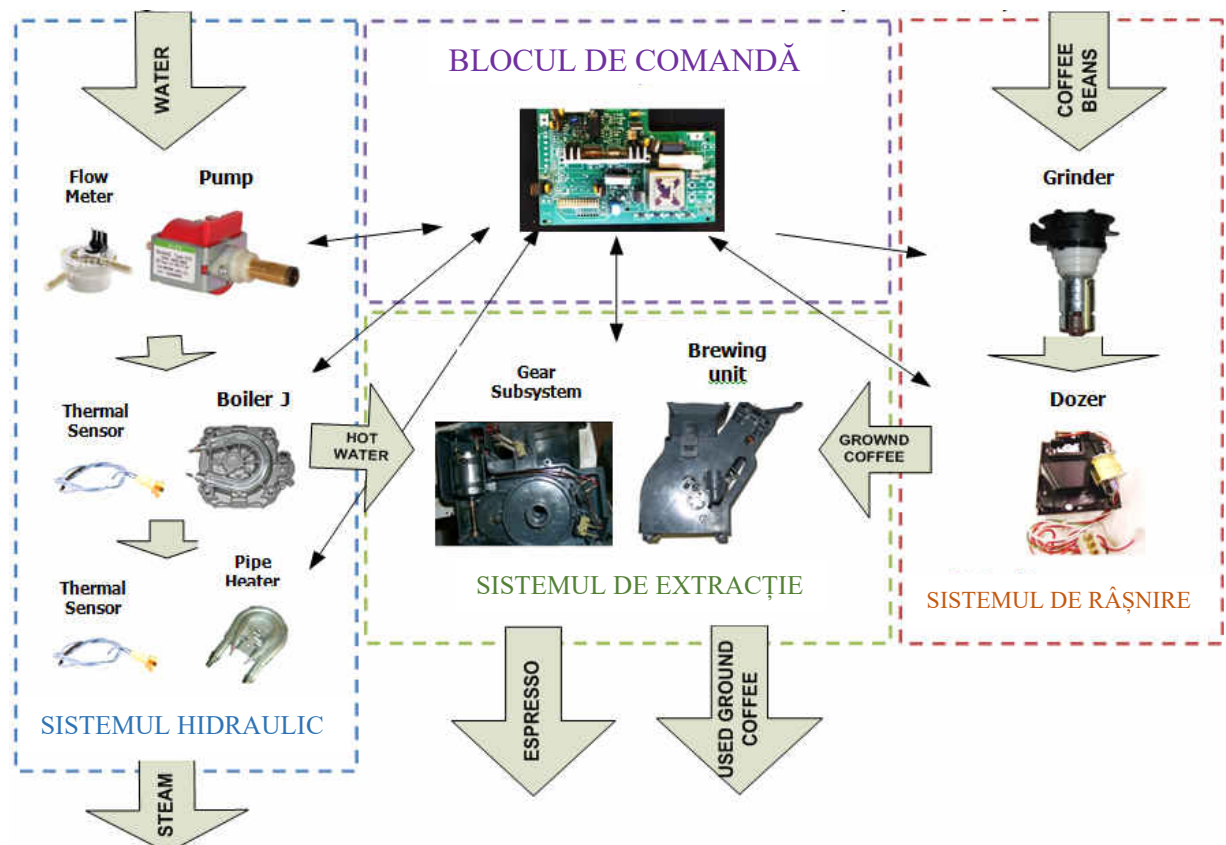 WATER
Flow
Meter
Pump
Thermal
Sensor
Boiler J
Thermal
Sensor
Pipe
Heater
SISTEMUL HIDRAULIC
STEAM
BLOCUL DE COMANDĂ
HOT
WATER
Gear
Subsystem
Brewing
unit
GROWND
COFFEE
SISTEMUL DE EXTRACȚIE
ESPRESSO
USED GROUND
COFFEE
COFFEE
BEANS
Grinder
Dozer
SISTEMUL DE RÂȘNIRE